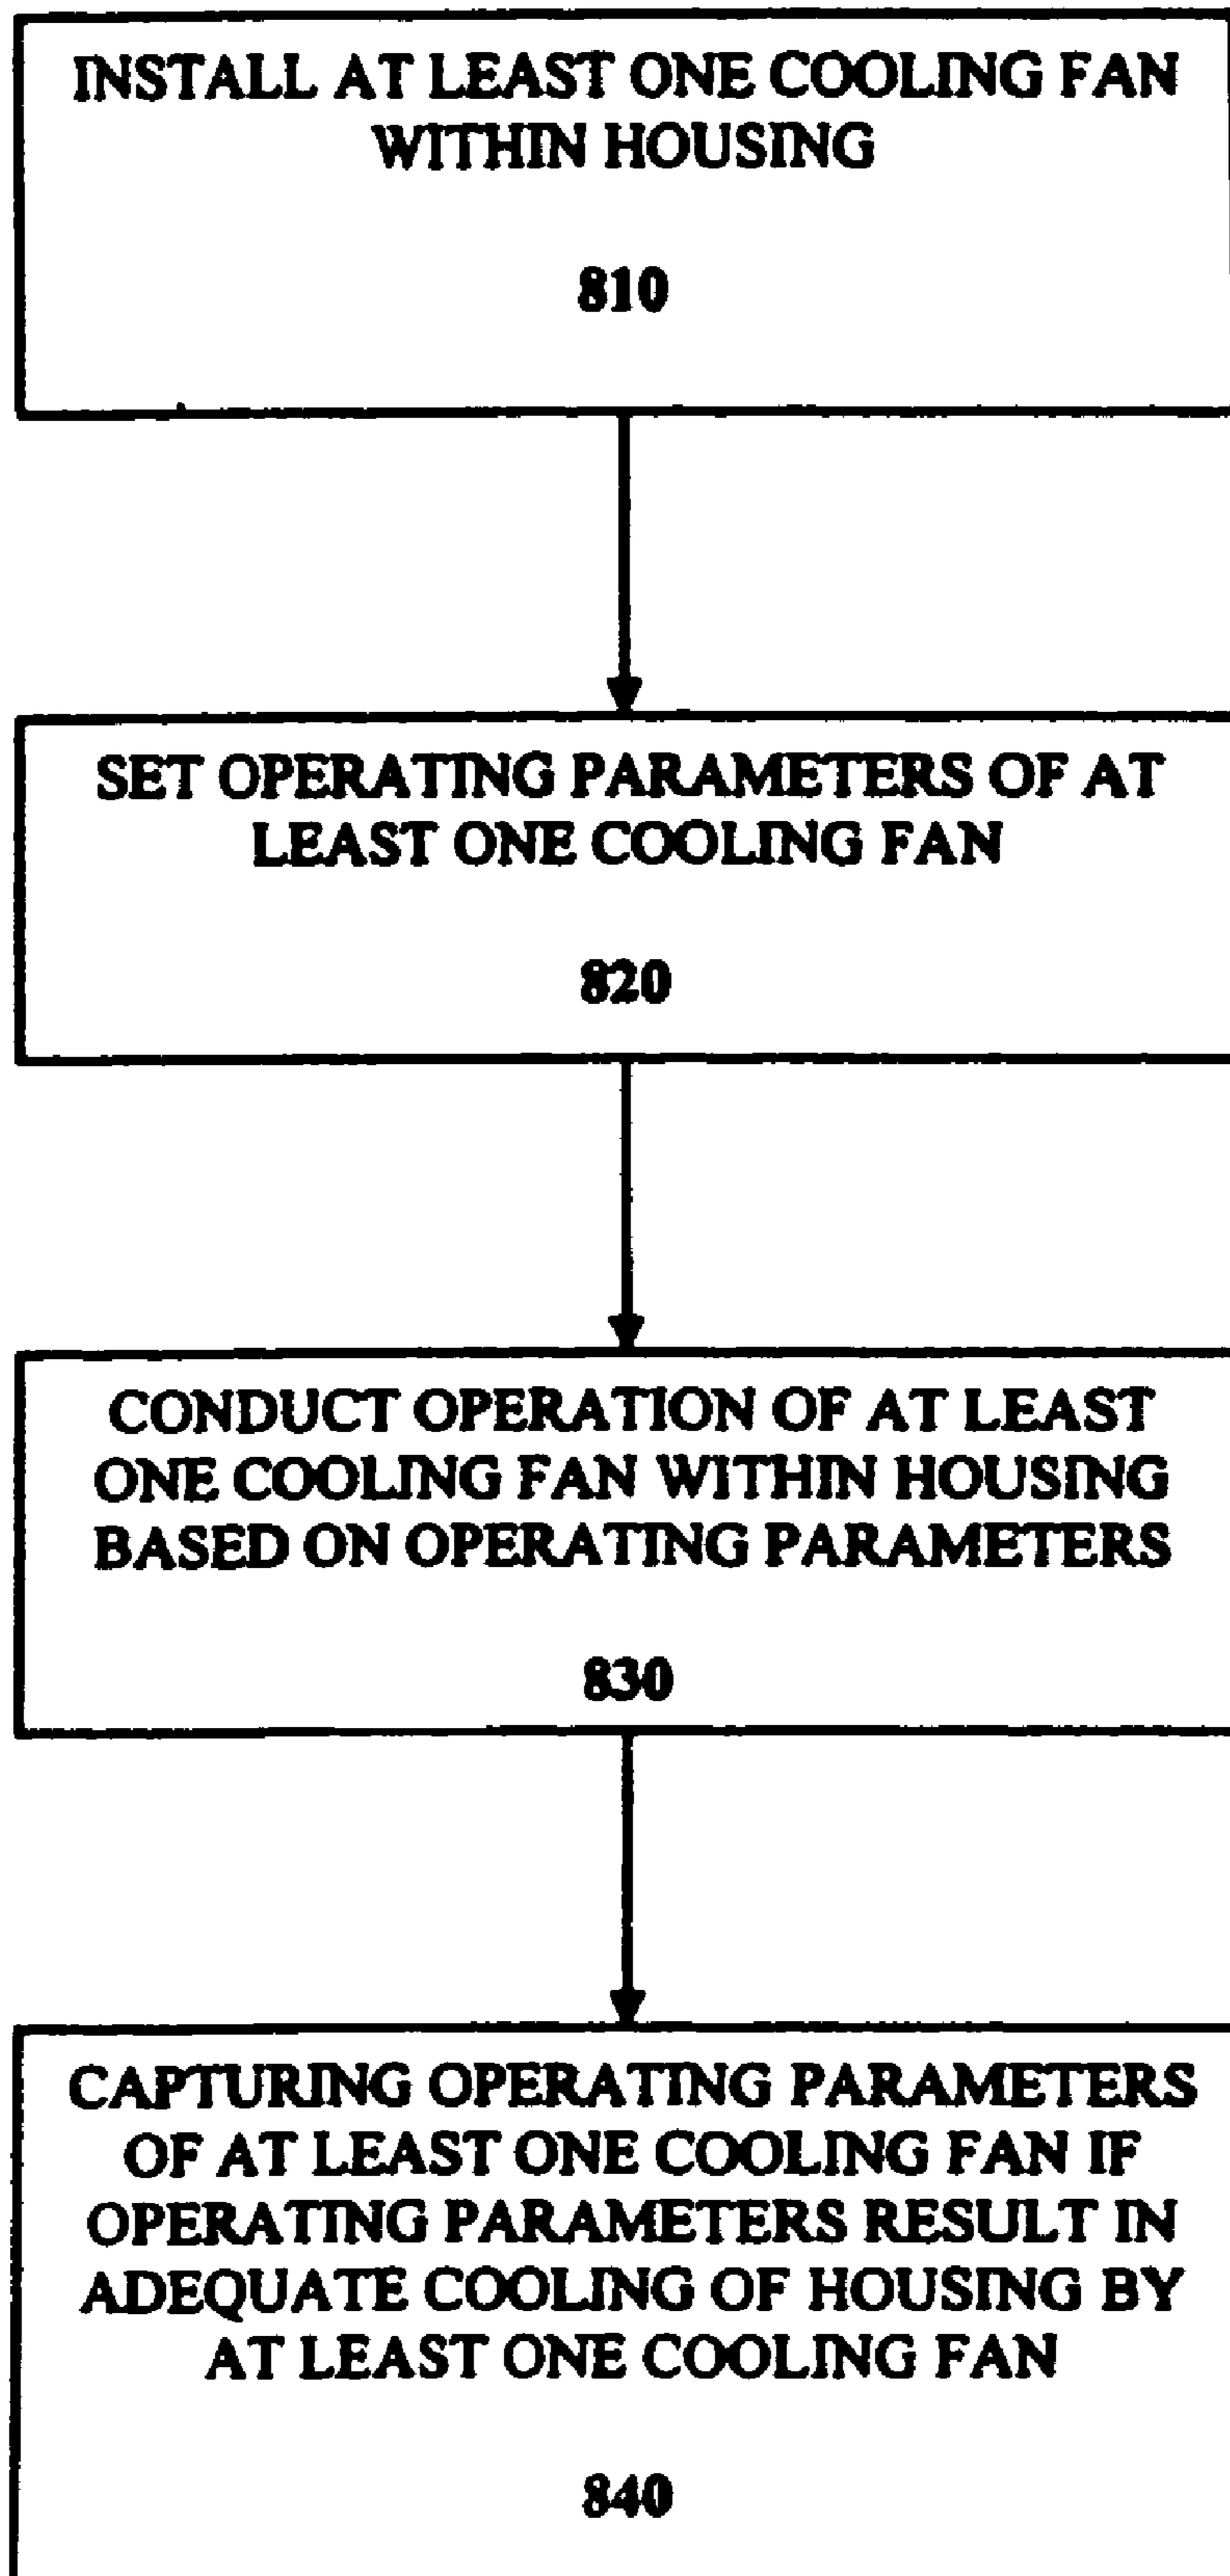 INSTALL AT LEAST ONE COOLING FAN
WITHIN HOUSING
810
SET OPERATING PARAMETERS OF AT
LEAST ONE COOLING FAN
820
CONDUCT OPERATION OF AT LEAST
ONE COOLING FAN WITHIN HOUSING
BASED ON OPERATING PARAMETERS
830
CAPTURING OPERATING PARAMETERS
OF AT LEAST ONE COOLING FAN IF
OPERATING PARAMETERS RESULT IN
ADEQUATE COOLING OF HOUSING BY
AT LEAST ONE COOLING FAN
840